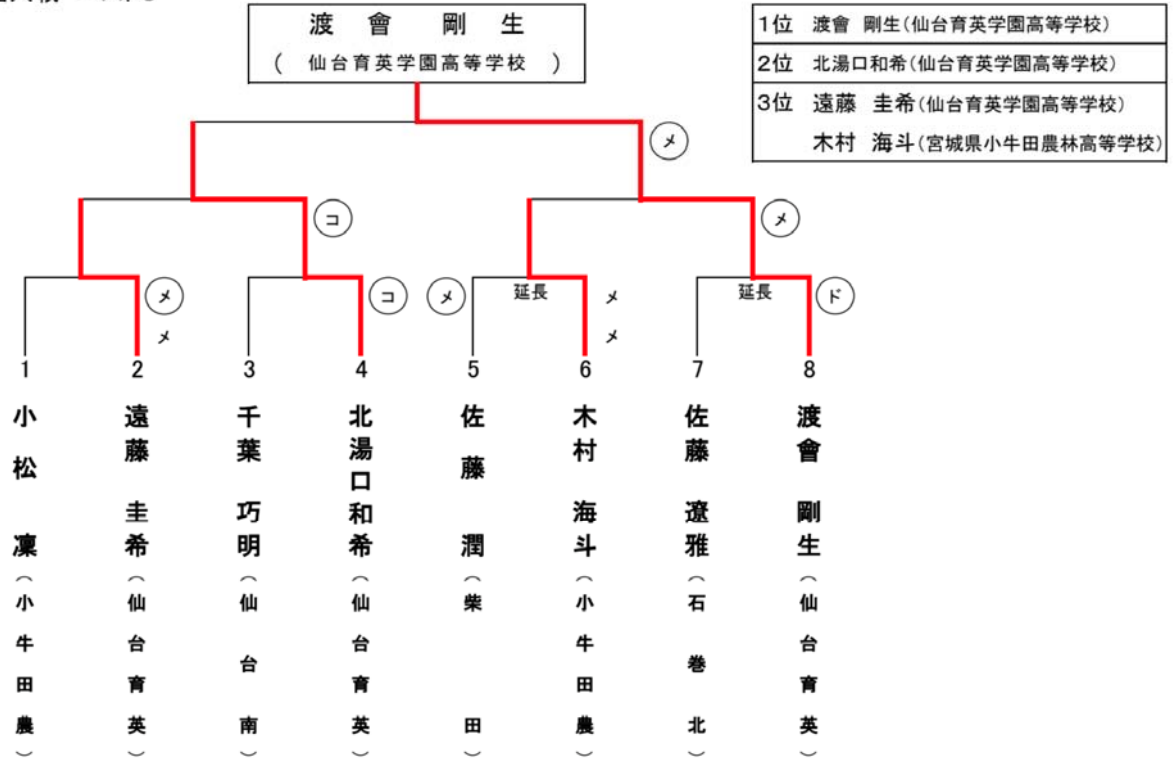 渡會 剛生
( 仙台育英学園高等学校 )
1位 渡會 剛生(仙台育英学園高等学校)
2位 北湯口和希(仙台育英学園高等学校)
3位 遠藤 圭希(仙台育英学園高等学校)
木村 海斗(宮城県小牛田農林高等学校)
メ
コ
メ
メ
メ
コ
メ
延長
メ
メ
延長
ド
1
2
3
4
5
6
7
8
小松 凜(小牛田農)
遠藤 圭希(仙台育英)
千葉 巧明(仙台南)
北湯口和希(仙台育英)
佐藤 潤(柴田)
木村 海斗(小牛田農)
佐藤 遼雅(石巻北)
渡會 剛生(仙台育英)